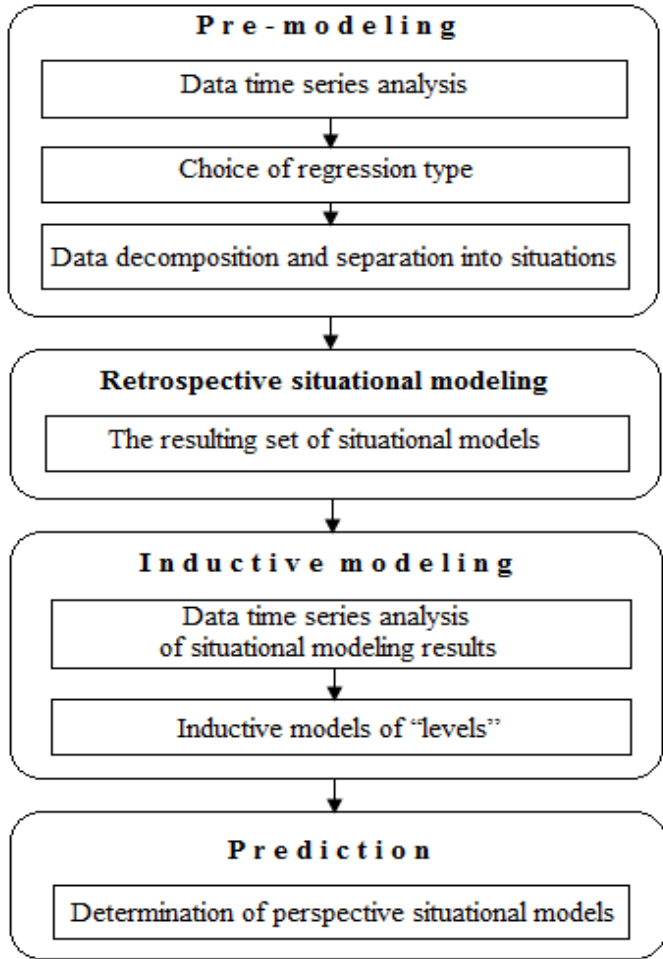 Pre-modeling
Data time series analysis
Choice of regression type
Data decomposition and separation into situations
Retrospective situational modeling
The resulting set of situational models
Inductive modeling
Data time series analysis
of situational modeling results
Inductive models of “levels”
Prediction
Determination of perspective situational models